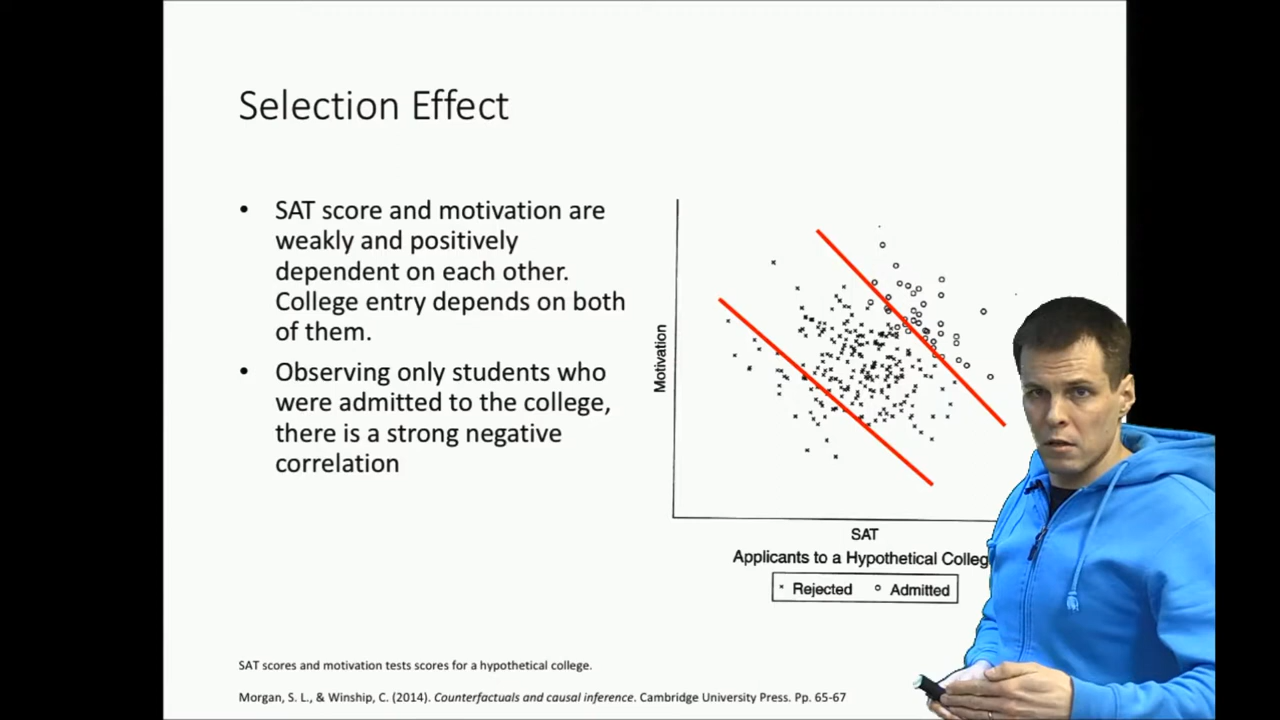 Selection Effect
• SAT score and motivation are
weakly and positively
dependent on each other.
College entry depends on both
of them.
• Observing only students who
were admitted to the college,
there is a strong negative
correlation
Motivation
SAT
Applicants to a Hypothetical Colleg
× Rejected ○ Admitted
SAT scores and motivation tests scores for a hypothetical college.
Morgan, S. L., & Winship, C. (2014). Counterfactuals and causal inference. Cambridge University Press. Pp. 65-67